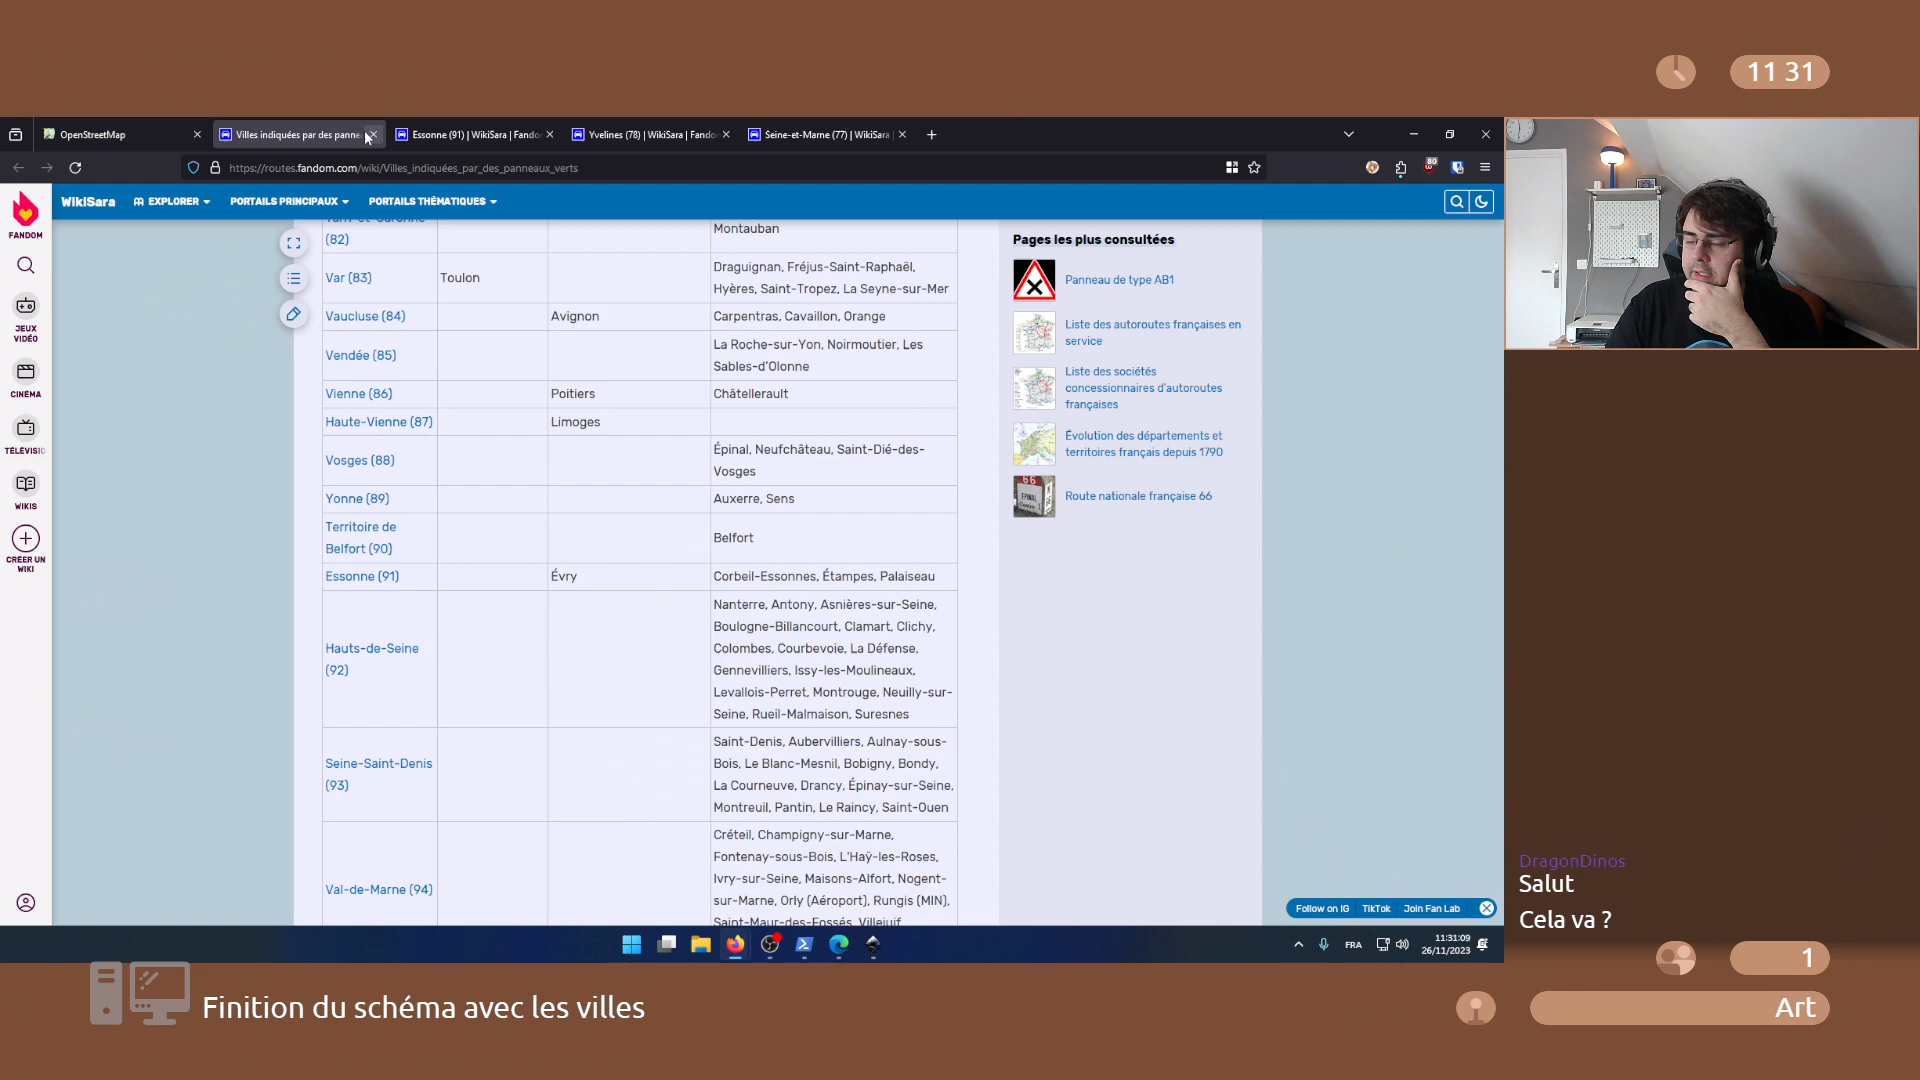 11 31
OpenStreetMap
Villes indiquées par des panne
Essonne (91) | WikiSara | Fando
Yvelines (78) | WikiSara | Fando
Seine-et-Marne (77) | WikiSara
https://routes.fandom.com/wiki/Villes_indiquées_par_des_panneaux_verts
80
FANDOM
JEUX
VIDÉO
CINÉMA
TÉLÉVISIO
WIKIS
CRÉER UN
WIKI
WikiSara
EXPLORER
PORTAILS PRINCIPAUX
PORTAILS THÉMATIQUES
(82)
Montauban
Var (83)
Toulon
Draguignan, Fréjus-Saint-Raphaël,
Hyères, Saint-Tropez, La Seyne-sur-Mer
Vaucluse (84)
Avignon
Carpentras, Cavaillon, Orange
Vendée (85)
La Roche-sur-Yon, Noirmoutier, Les
Sables-d'Olonne
Vienne (86)
Poitiers
Châtellerault
Haute-Vienne (87)
Limoges
Vosges (88)
Épinal, Neufchâteau, Saint-Dié-des-
Vosges
Yonne (89)
Auxerre, Sens
Territoire de
Belfort (90)
Belfort
Essonne (91)
Évry
Corbeil-Essonnes, Étampes, Palaiseau
Hauts-de-Seine
(92)
Nanterre, Antony, Asnières-sur-Seine,
Boulogne-Billancourt, Clamart, Clichy,
Colombes, Courbevoie, La Défense,
Gennevilliers, Issy-les-Moulineaux,
Levallois-Perret, Montrouge, Neuilly-sur-
Seine, Rueil-Malmaison, Suresnes
Seine-Saint-Denis
(93)
Saint-Denis, Aubervilliers, Aulnay-sous-
Bois, Le Blanc-Mesnil, Bobigny, Bondy,
La Courneuve, Drancy, Épinay-sur-Seine,
Montreuil, Pantin, Le Raincy, Saint-Ouen
Val-de-Marne (94)
Créteil, Champigny-sur-Marne,
Fontenay-sous-Bois, L'Haÿ-les-Roses,
Ivry-sur-Seine, Maisons-Alfort, Nogent-
sur-Marne, Orly (Aéroport), Rungis (MIN),
Saint-Maur-des-Fossés, Villejuif
Pages les plus consultées
Panneau de type AB1
Liste des autoroutes françaises en
service
Liste des sociétés
concessionnaires d'autoroutes
françaises
Évolution des départements et
territoires français depuis 1790
66
EPINAL
Route nationale française 66
Follow on IG
TikTok
Join Fan Lab
FRA
11:31:09
26/11/2023
DragonDinos
Salut
Cela va ?
1
Art
Finition du schéma avec les villes